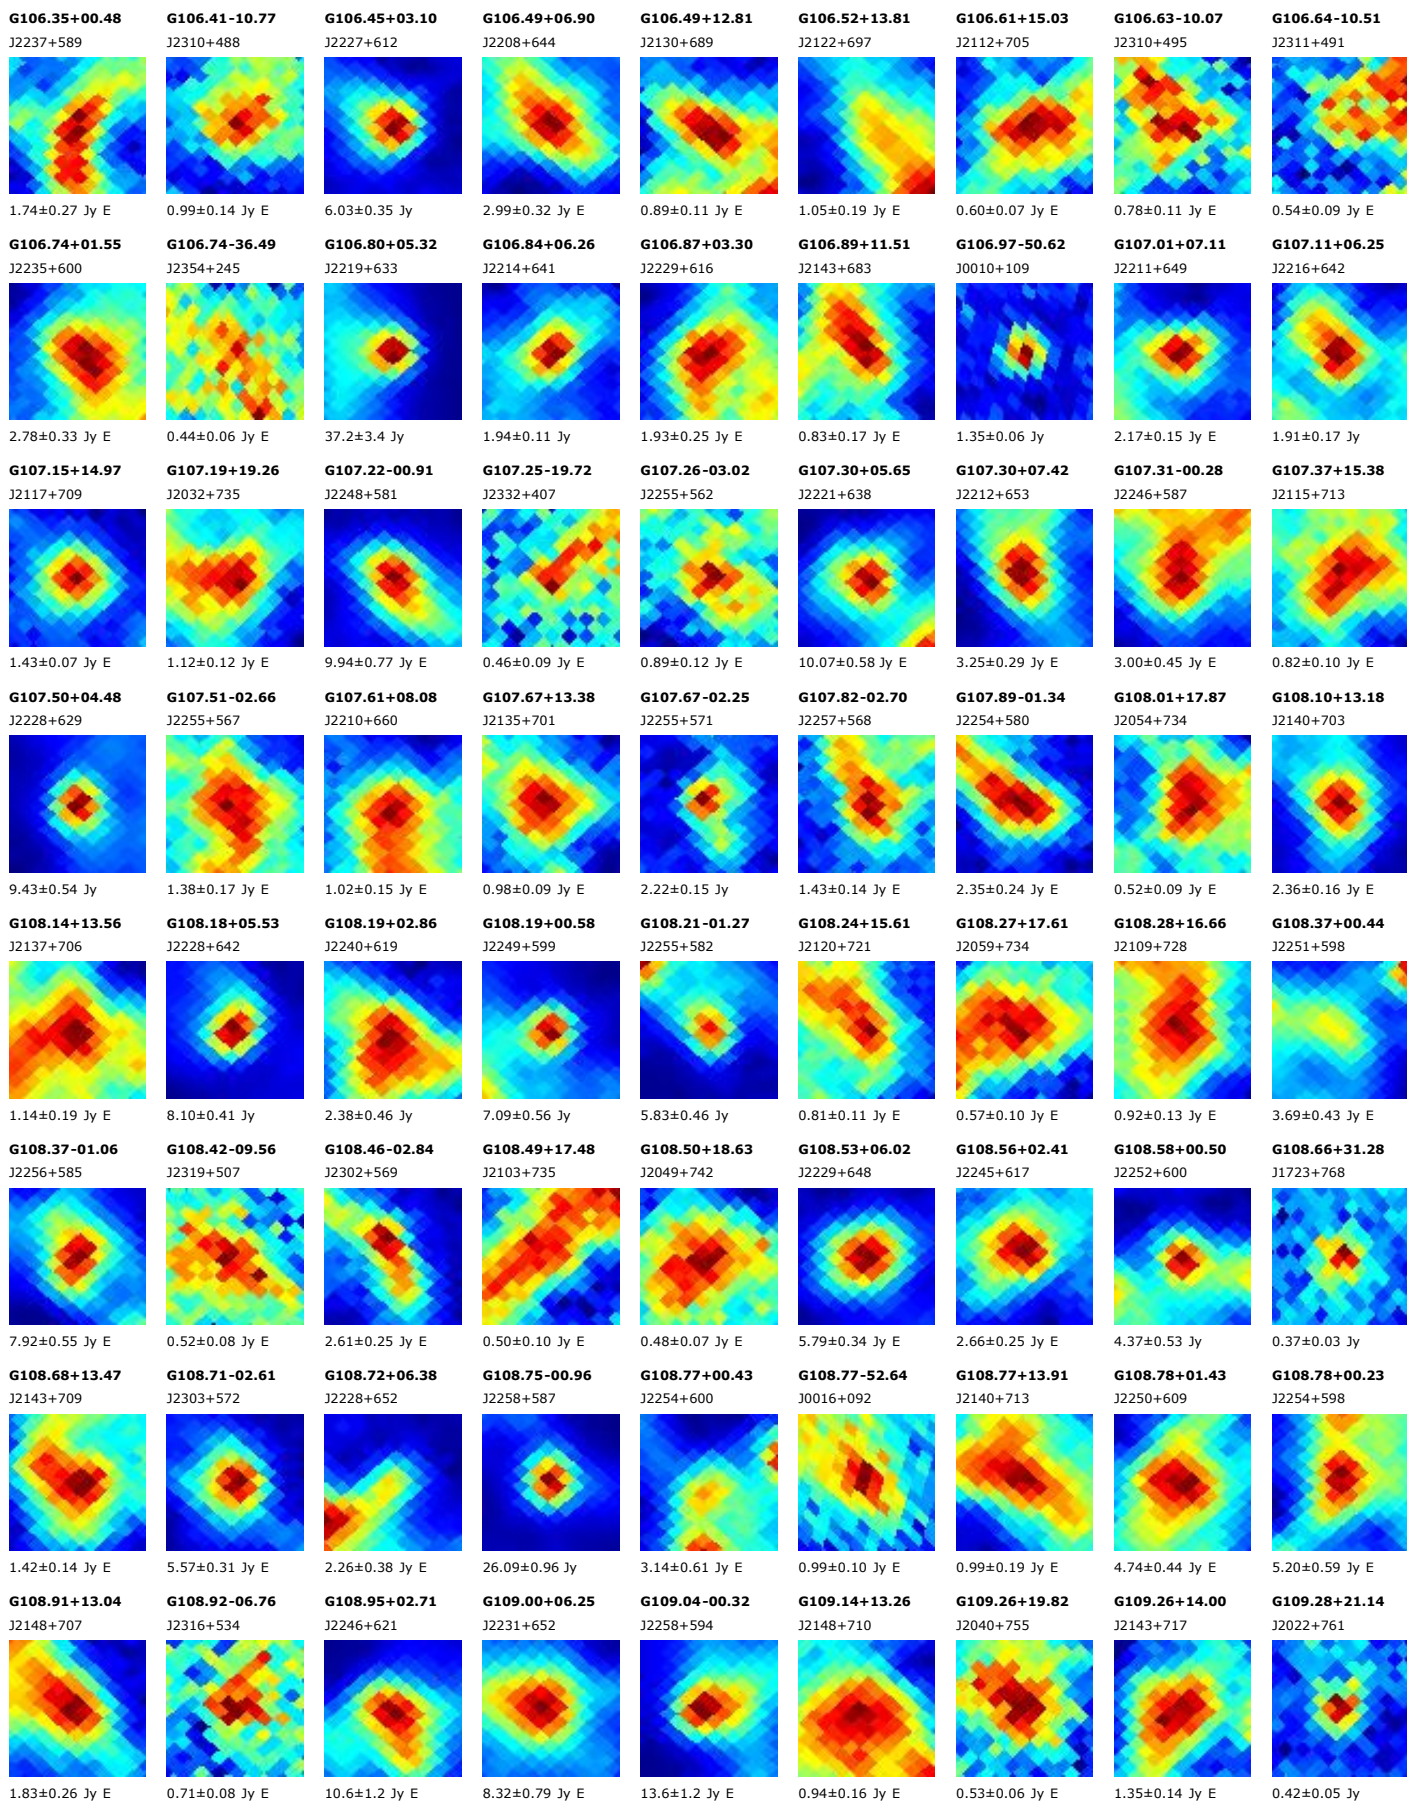 G106.35+00.48 G106.41-10.77 G106.45+03.10 G106.49+06.90 G106.49+12.81 G106.52+13.81 G106.61+15.03 G106.63-10.07 G106.64-10.51
J2237+589 J2310+488 J2227+612 J2208+644 J2130+689 J2122+697 J2112+705 J2310+495 J2311+491
1.74±0.27 Jy E 0.99±0.14 Jy E 6.03±0.35 Jy 2.99±0.32 Jy E 0.89±0.11 Jy E 1.05±0.19 Jy E 0.60±0.07 Jy E 0.78±0.11 Jy E 0.54±0.09 Jy E
G106.74+01.55 G106.74-36.49 G106.80+05.32 G106.84+06.26 G106.87+03.30 G106.89+11.51 G106.97-50.62 G107.01+07.11 G107.11+06.25
J2235+600 J2354+245 J2219+633 J2214+641 J2229+616 J2143+683 J0010+109 J2211+649 J2216+642
2.78±0.33 Jy E 0.44±0.06 Jy E 37.2±3.4 Jy 1.94±0.11 Jy 1.93±0.25 Jy E 0.83±0.17 Jy E 1.35±0.06 Jy 2.17±0.15 Jy E 1.91±0.17 Jy
G107.15+14.97 G107.19+19.26 G107.22-00.91 G107.25-19.72 G107.26-03.02 G107.30+05.65 G107.30+07.42 G107.31-00.28 G107.37+15.38
J2117+709 J2032+735 J2248+581 J2332+407 J2255+562 J2221+638 J2212+653 J2246+587 J2115+713
1.43±0.07 Jy E 1.12±0.12 Jy E 9.94±0.77 Jy E 0.46±0.09 Jy E 0.89±0.12 Jy E 10.07±0.58 Jy E 3.25±0.29 Jy E 3.00±0.45 Jy E 0.82±0.10 Jy E
G107.50+04.48 G107.51-02.66 G107.61+08.08 G107.67+13.38 G107.67-02.25 G107.82-02.70 G107.89-01.34 G108.01+17.87 G108.10+13.18
J2228+629 J2255+567 J2210+660 J2135+701 J2255+571 J2257+568 J2254+580 J2054+734 J2140+703
9.43±0.54 Jy 1.38±0.17 Jy E 1.02±0.15 Jy E 0.98±0.09 Jy E 2.22±0.15 Jy 1.43±0.14 Jy E 2.35±0.24 Jy E 0.52±0.09 Jy E 2.36±0.16 Jy E
G108.14+13.56 G108.18+05.53 G108.19+02.86 G108.19+00.58 G108.21-01.27 G108.24+15.61 G108.27+17.61 G108.28+16.66 G108.37+00.44
J2137+706 J2228+642 J2240+619 J2249+599 J2255+582 J2120+721 J2059+734 J2109+728 J2251+598
1.14±0.19 Jy E 8.10±0.41 Jy 2.38±0.46 Jy 7.09±0.56 Jy 5.83±0.46 Jy 0.81±0.11 Jy E 0.57±0.10 Jy E 0.92±0.13 Jy E 3.69±0.43 Jy E
G108.37-01.06 G108.42-09.56 G108.46-02.84 G108.49+17.48 G108.50+18.63 G108.53+06.02 G108.56+02.41 G108.58+00.50 G108.66+31.28
J2256+585 J2319+507 J2302+569 J2103+735 J2049+742 J2229+648 J2245+617 J2252+600 J1723+768
7.92±0.55 Jy E 0.52±0.08 Jy E 2.61±0.25 Jy E 0.50±0.10 Jy E 0.48±0.07 Jy E 5.79±0.34 Jy E 2.66±0.25 Jy E 4.37±0.53 Jy 0.37±0.03 Jy
G108.68+13.47 G108.71-02.61 G108.72+06.38 G108.75-00.96 G108.77+00.43 G108.77-52.64 G108.77+13.91 G108.78+01.43 G108.78+00.23
J2143+709 J2303+572 J2228+652 J2258+587 J2254+600 J0016+092 J2140+713 J2250+609 J2254+598
1.42±0.14 Jy E 5.57±0.31 Jy E 2.26±0.38 Jy E 26.09±0.96 Jy 3.14±0.61 Jy E 0.99±0.10 Jy E 0.99±0.19 Jy E 4.74±0.44 Jy E 5.20±0.59 Jy E
G108.91+13.04 G108.92-06.76 G108.95+02.71 G109.00+06.25 G109.04-00.32 G109.14+13.26 G109.26+19.82 G109.26+14.00 G109.28+21.14
J2148+707 J2316+534 J2246+621 J2231+652 J2258+594 J2148+710 J2040+755 J2143+717 J2022+761
1.83±0.26 Jy E 0.71±0.08 Jy E 10.6±1.2 Jy E 8.32±0.79 Jy E 13.6±1.2 Jy E 0.94±0.16 Jy E 0.53±0.06 Jy E 1.35±0.14 Jy E 0.42±0.05 Jy